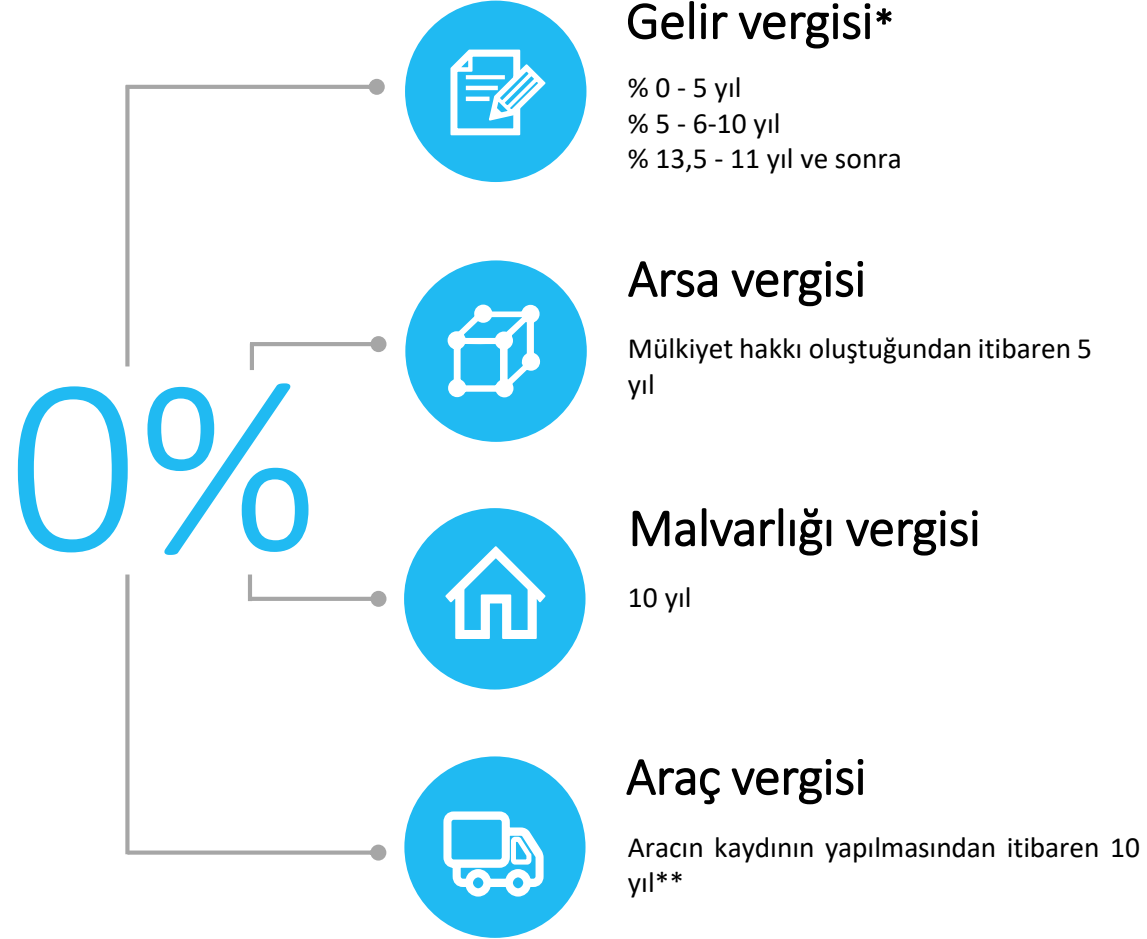 0%
Gelir vergisi*
% 0 - 5 yıl
% 5 - 6-10 yıl
% 13,5 - 11 yıl ve sonra
Arsa vergisi
Mülkiyet hakkı oluştuğundan itibaren 5
yıl
Malvarlığı vergisi
10 yıl
Araç vergisi
Aracın kaydının yapılmasından itibaren 10
yıl**